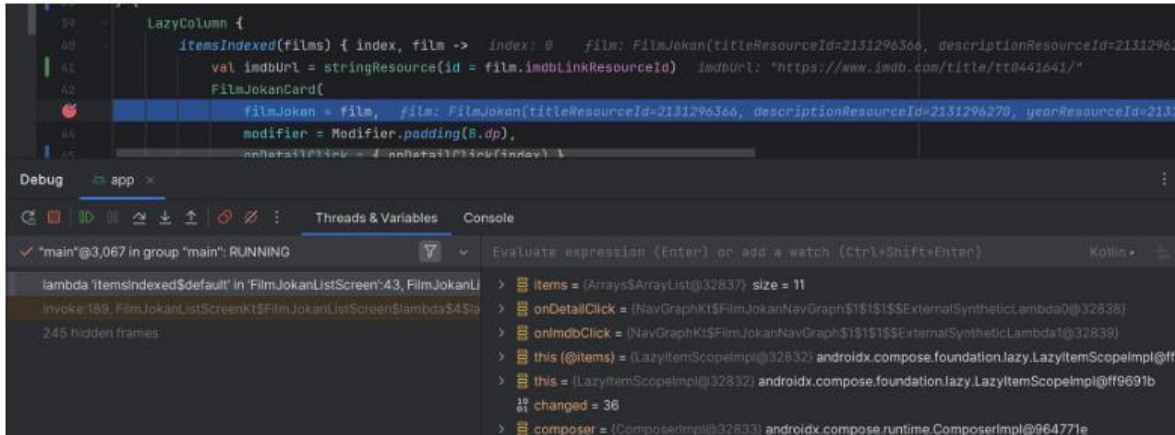 39 LazyColumn {
40 itemsIndexed(films) { index, film -> index: 0 film: FilmJokan(titleResourceId=2131296366, descriptionResourceId=21312962
41 val imdbUrl = stringResource(id = film.imdbLinkResourceId) imdbUrl: "https://www.imdb.com/title/tt0441641/"
42 FilmJokanCard(
filmJokan = film, film: FilmJokan(titleResourceId=2131296366, descriptionResourceId=2131296270, yearResourceId=2131
44 modifier = Modifier.padding(8.dp),
45 onDetailClick = { onDetailClick(index) }
Debug app
Threads & Variables Console
"main"@3,067 in group "main": RUNNING
Evaluate expression (Enter) or add a watch (Ctrl+Shift+Enter) Kotlin
lambda 'itemsIndexed$default' in 'FilmJokanListScreen':43, FilmJokanLi
invoke:189, FilmJokanListScreenKt$FilmJokanListScreen$lambda$4$la
245 hidden frames
items = {Arrays$ArrayList@32837} size = 11
onDetailClick = {NavGraphKt$FilmJokanNavGraph$1$1$1$$ExternalSyntheticLambda0@32838}
onImdbClick = {NavGraphKt$FilmJokanNavGraph$1$1$1$$ExternalSyntheticLambda1@32839}
this (@items) = {LazyItemScopeImpl@32832} androidx.compose.foundation.lazy.LazyItemScopeImpl@ff
this = {LazyItemScopeImpl@32832} androidx.compose.foundation.lazy.LazyItemScopeImpl@ff9691b
changed = 36
composer = {ComposerImpl@32833} androidx.compose.runtime.ComposerImpl@964771e